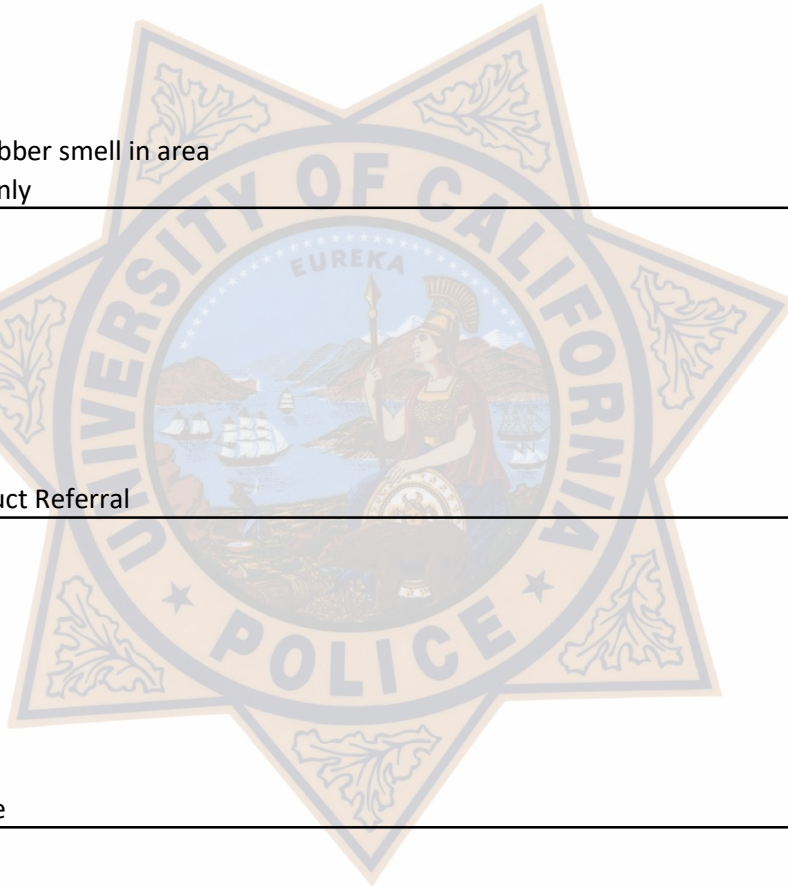 bber smell in area
nly
UNIVERSITY OF CALIFORNIA
EUREKA
uct Referral
POLICE
e